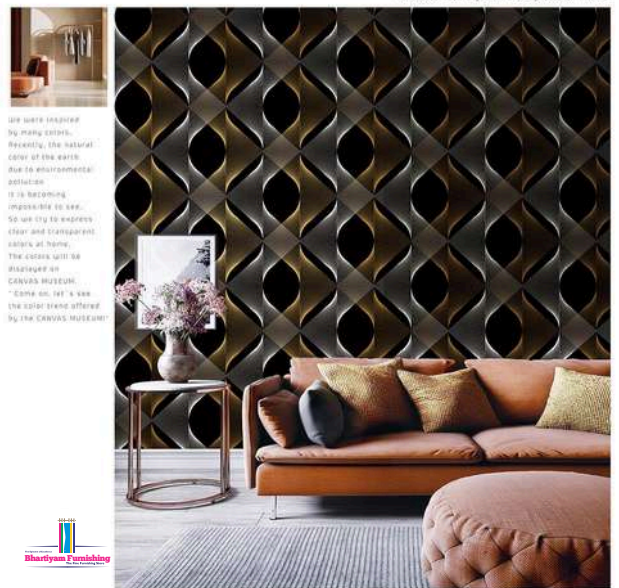 We were inspired
by many colors.
Recently, the natural
color of the earth
due to environmental
pollution
it is becoming
impossible to see.
So we try to express
clear and transparent
colors at home.
The colors will be
displayed on
CANVAS MUSEUM.
"Come on, let's see
the color trend offered
by the CANVAS MUSEUM!"
Bhartiyam Furnishing
The Fine Furnishing Store